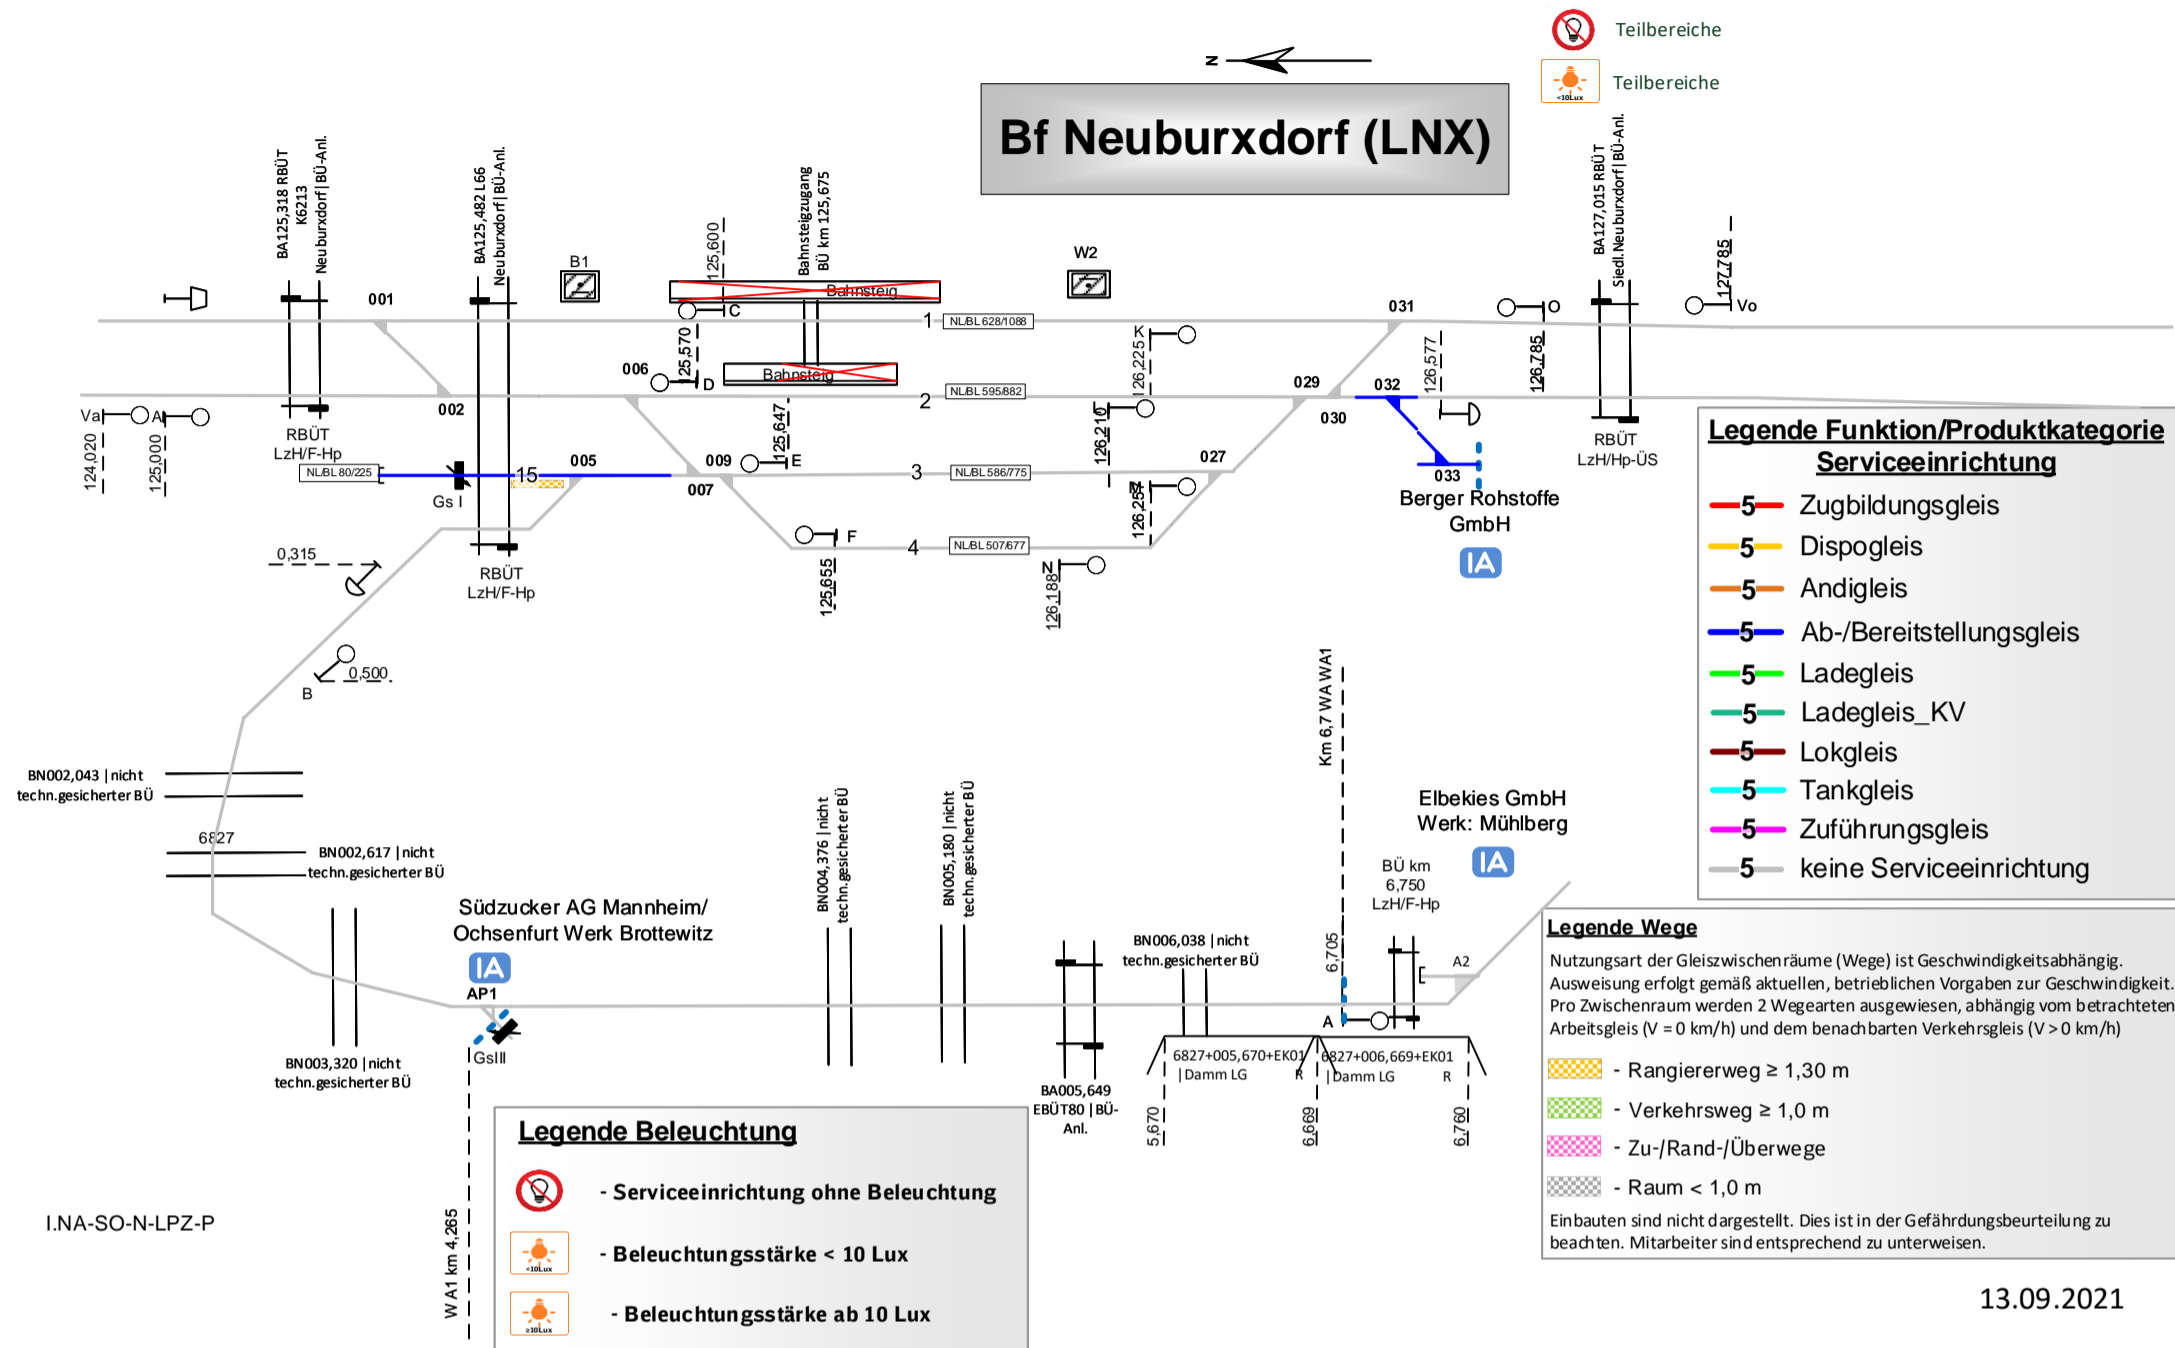 Teilbereiche
<10Lux
Teilbereiche
N
Bf Neuburxdorf (LNX)
BA125,318 RBÜT
K6213
Neuburxdorf|BÜ-Anl.
BA125,482 L66
Neuburxdorf|BÜ-Anl.
B1
125,600
Bahnsteigzugang
BÜ km 125,675
W2
BA127,015 RBÜT
Siedl.Neuburxdorf|BÜ-Anl.
127,785
Vo
001
Bahnsteig
C
1
NL/BL 628/1088
K
031
O
125,570
006
D
Bahnsteig
126,225
126,577
126,785
029
032
002
2
NL/BL 595/882
L
030
Va
A
124,020
125,000
RBÜT
LzH/F-Hp
125,647
126,210
RBÜT
LzH/Hp-ÜS
NL/BL 80/225
15
005
009
E
3
NL/BL 586/775
027
033
Gs I
007
M
126,257
Berger Rohstoffe
GmbH
IA
F
4
NL/BL 507/677
N
0,315
RBÜT
LzH/F-Hp
125,655
126,188
B
0,500
Km 6,7 WA WA1
BN002,043 |nicht
techn.gesicherter BÜ
6827
BN002,617 |nicht
techn.gesicherter BÜ
BN004,376 |nicht
techn.gesicherter BÜ
BN005,180 |nicht
techn.gesicherter BÜ
Elbekies GmbH
Werk: Mühlberg
IA
BÜ km
6,750
LzH/F-Hp
Südzucker AG Mannheim/
Ochsenfurt Werk Brottewitz
IA
AP1
BN006,038 |nicht
techn.gesicherter BÜ
6,705
A2
A
GsIII
BN003,320 |nicht
techn.gesicherter BÜ
BA005,649
EBÜT80 |BÜ-
Anl.
6827+005,670+EK01
|Damm LG R
6827+006,669+EK01
|Damm LG R
5,670
6,669
6,760
W A1 km 4,265
Legende Funktion/Produktkategorie
Serviceeinrichtung
5 Zugbildungsgleis
5 Dispogleis
5 Andigleis
5 Ab-/Bereitstellungsgleis
5 Ladegleis
5 Ladegleis_KV
5 Lokgleis
5 Tankgleis
5 Zuführungsgleis
5 keine Serviceeinrichtung
Legende Wege
Nutzungsart der Gleiszwischenräume (Wege) ist Geschwindigkeitsabhängig.
Ausweisung erfolgt gemäß aktuellen, betrieblichen Vorgaben zur Geschwindigkeit.
Pro Zwischenraum werden 2 Wegearten ausgewiesen, abhängig vom betrachteten
Arbeitsgleis (V = 0 km/h) und dem benachbarten Verkehrsgleis (V > 0 km/h)
- Rangiererweg ≥ 1,30 m
- Verkehrsweg ≥ 1,0 m
- Zu-/Rand-/Überwege
- Raum < 1,0 m
Einbauten sind nicht dargestellt. Dies ist in der Gefährdungsbeurteilung zu
beachten. Mitarbeiter sind entsprechend zu unterweisen.
Legende Beleuchtung
- Serviceeinrichtung ohne Beleuchtung
<10Lux
- Beleuchtungsstärke < 10 Lux
≥10Lux
- Beleuchtungsstärke ab 10 Lux
I.NA-SO-N-LPZ-P
13.09.2021